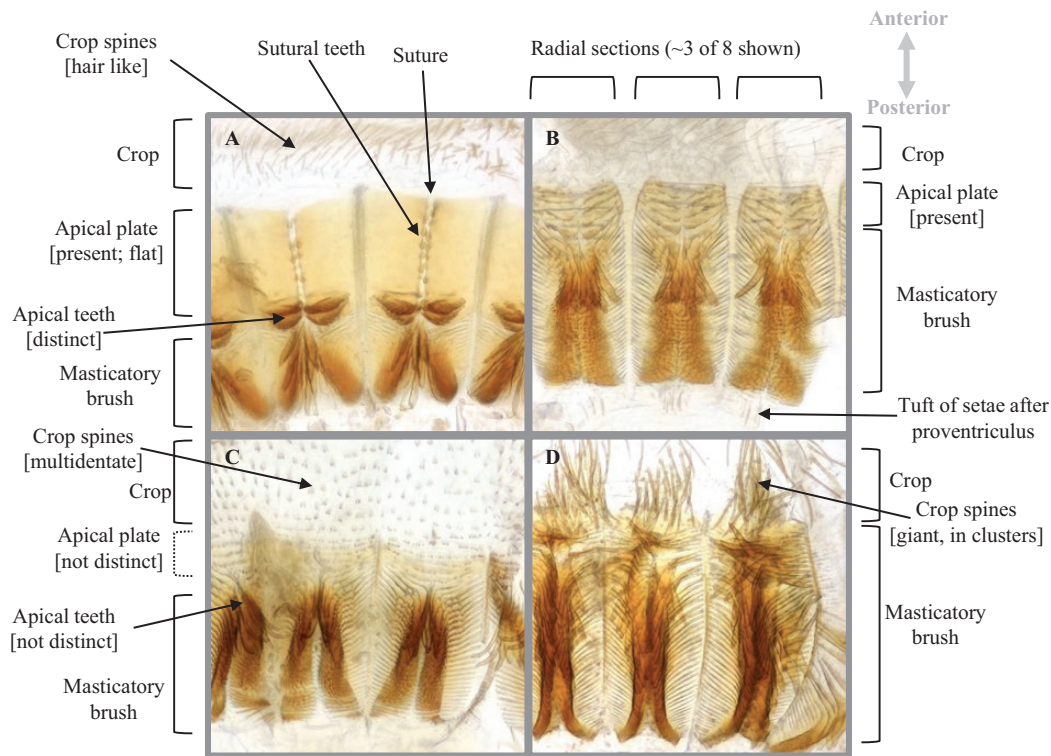 Crop spines
[hair like]
Sutural teeth
Suture
Radial sections (~3 of 8 shown)
Anterior
Posterior
A
B
Crop
Apical plate
[present; flat]
Apical teeth
[distinct]
Masticatory
brush
Crop
Apical plate
[present]
Masticatory
brush
Tuft of setae after
proventriculus
C
D
Crop spines
[multidentate]
Crop
Apical plate
[not distinct]
Apical teeth
[not distinct]
Masticatory
brush
Crop
Crop spines
[giant, in clusters]
Masticatory
brush